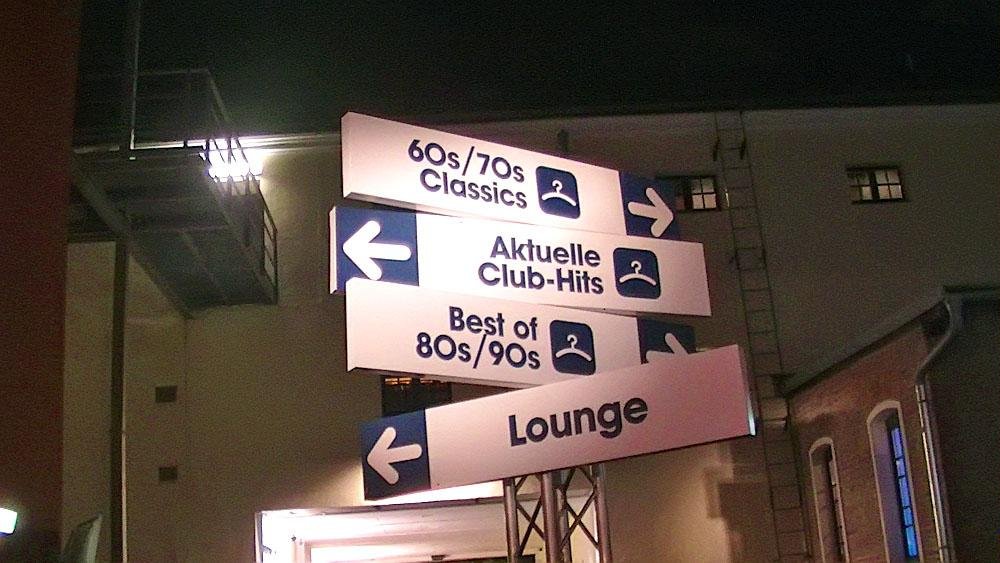 60s/70s
Classics
Aktuelle
Club-Hits
Best of
80s/90s
Lounge